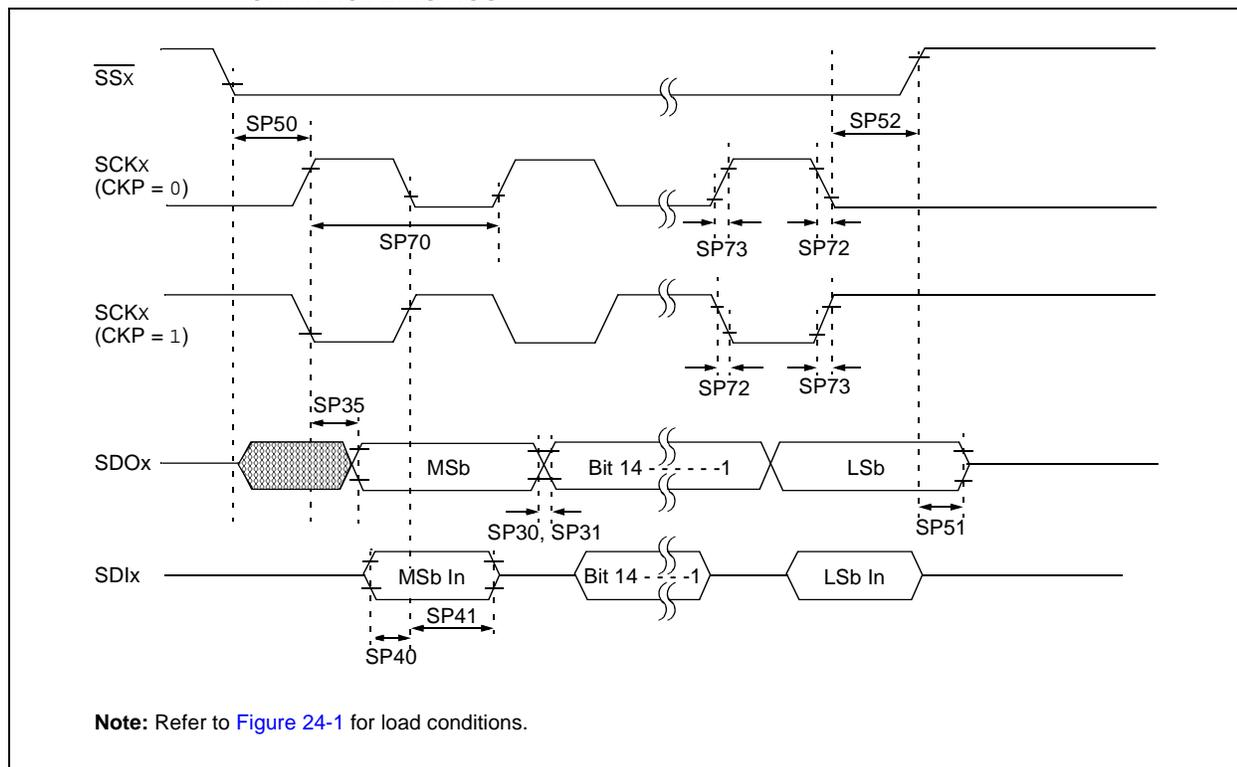 SSx
SP50
SP52
SCKx
(CKP = 0)
SP70
SP73
SP72
SCKx
(CKP = 1)
SP72
SP73
SP35
SDOx
MSb
Bit 14 - - - - - -1
LSb
SP30, SP31
SP51
SDIx
MSb In
Bit 14 - - - -1
LSb In
SP41
SP40
Note: Refer to Figure 24-1 for load conditions.